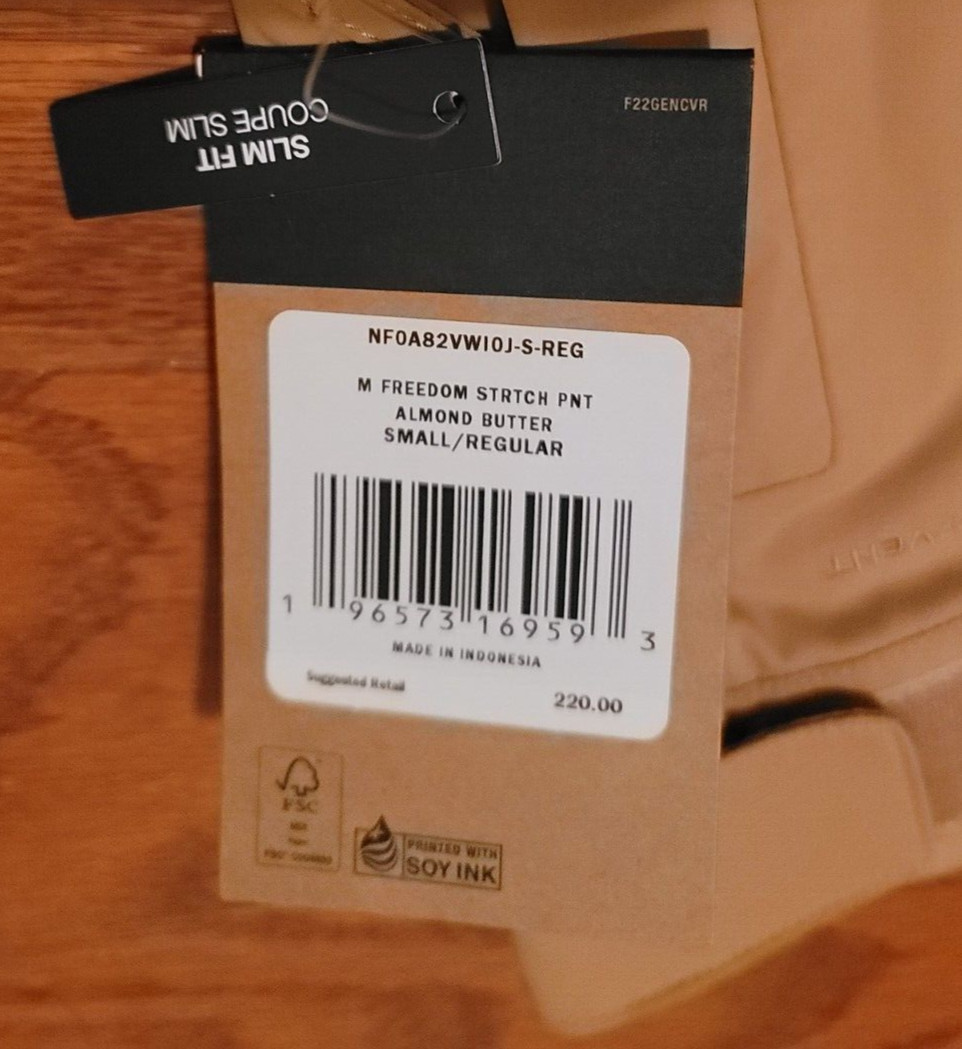 SLIM FIT
COUPE SLIM
F22GENCVR
NF0A82VWI0J-S-REG
M FREEDOM STRTCH PNT
ALMOND BUTTER
SMALL/REGULAR
1 96573 16959 3
MADE IN INDONESIA
Suggested Retail
220.00
FSC
PRINTED WITH
SOY INK